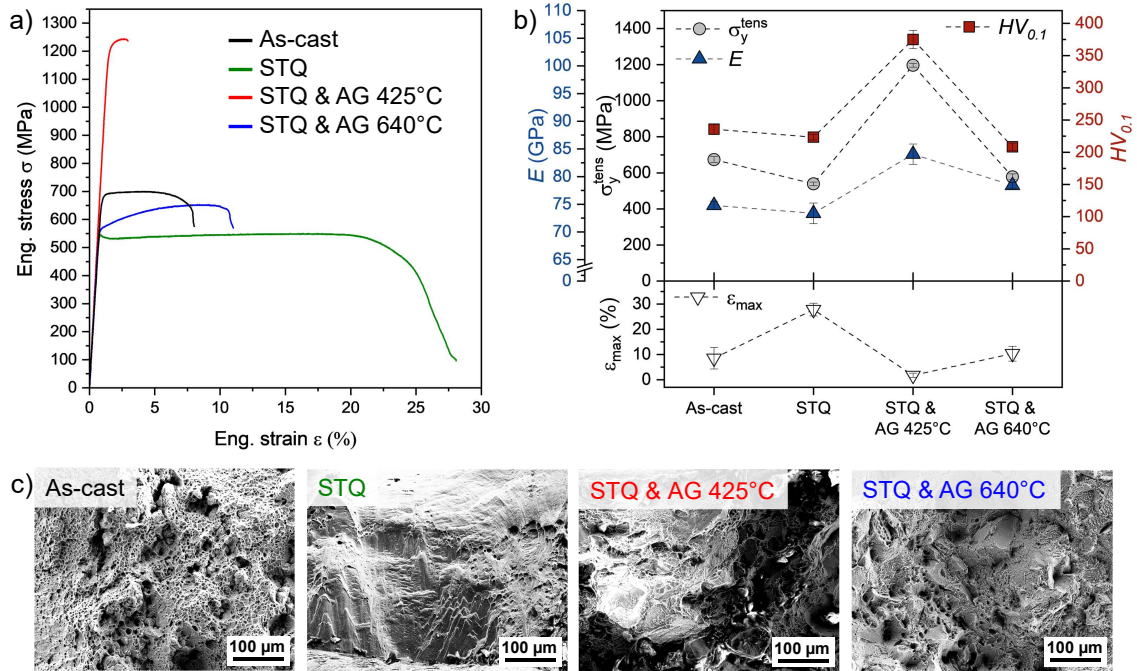 a)
1300
1200
1100
1000
900
800
700
600
500
400
300
200
100
0
Eng. stress σ (MPa)
As-cast
STQ
STQ & AG 425°C
STQ & AG 640°C
0 5 10 15 20 25 30
Eng. strain ε (%)
b)
110
105
100
95
90
85
80
75
70
65
0
E (GPa)
1400
1200
1000
800
600
400
200
0
σ_y^tens (MPa)
σ_y^tens
E
HV0.1
400
350
300
250
200
150
100
50
0
HV0.1
30
20
10
0
ε_max (%)
ε_max
As-cast STQ STQ & AG 425°C STQ & AG 640°C
c)
As-cast
100 µm
STQ
100 µm
STQ & AG 425°C
100 µm
STQ & AG 640°C
100 µm